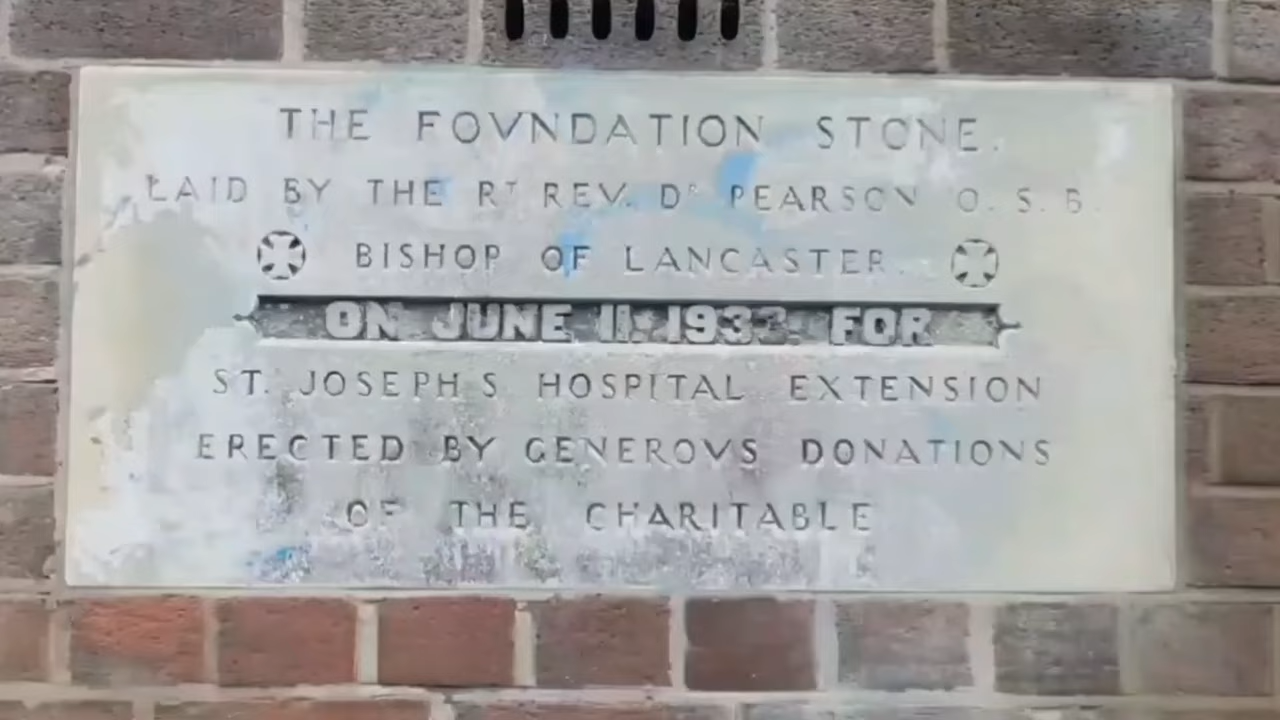 THE FOVNDATION STONE.
LAID BY THE RT REV. DR PEARSON O. S. B.
BISHOP OF LANCASTER.
ON JUNE 11. 1933. FOR
ST. JOSEPH'S HOSPITAL EXTENSION
ERECTED BY GENEROVS DONATIONS
OF THE CHARITABLE